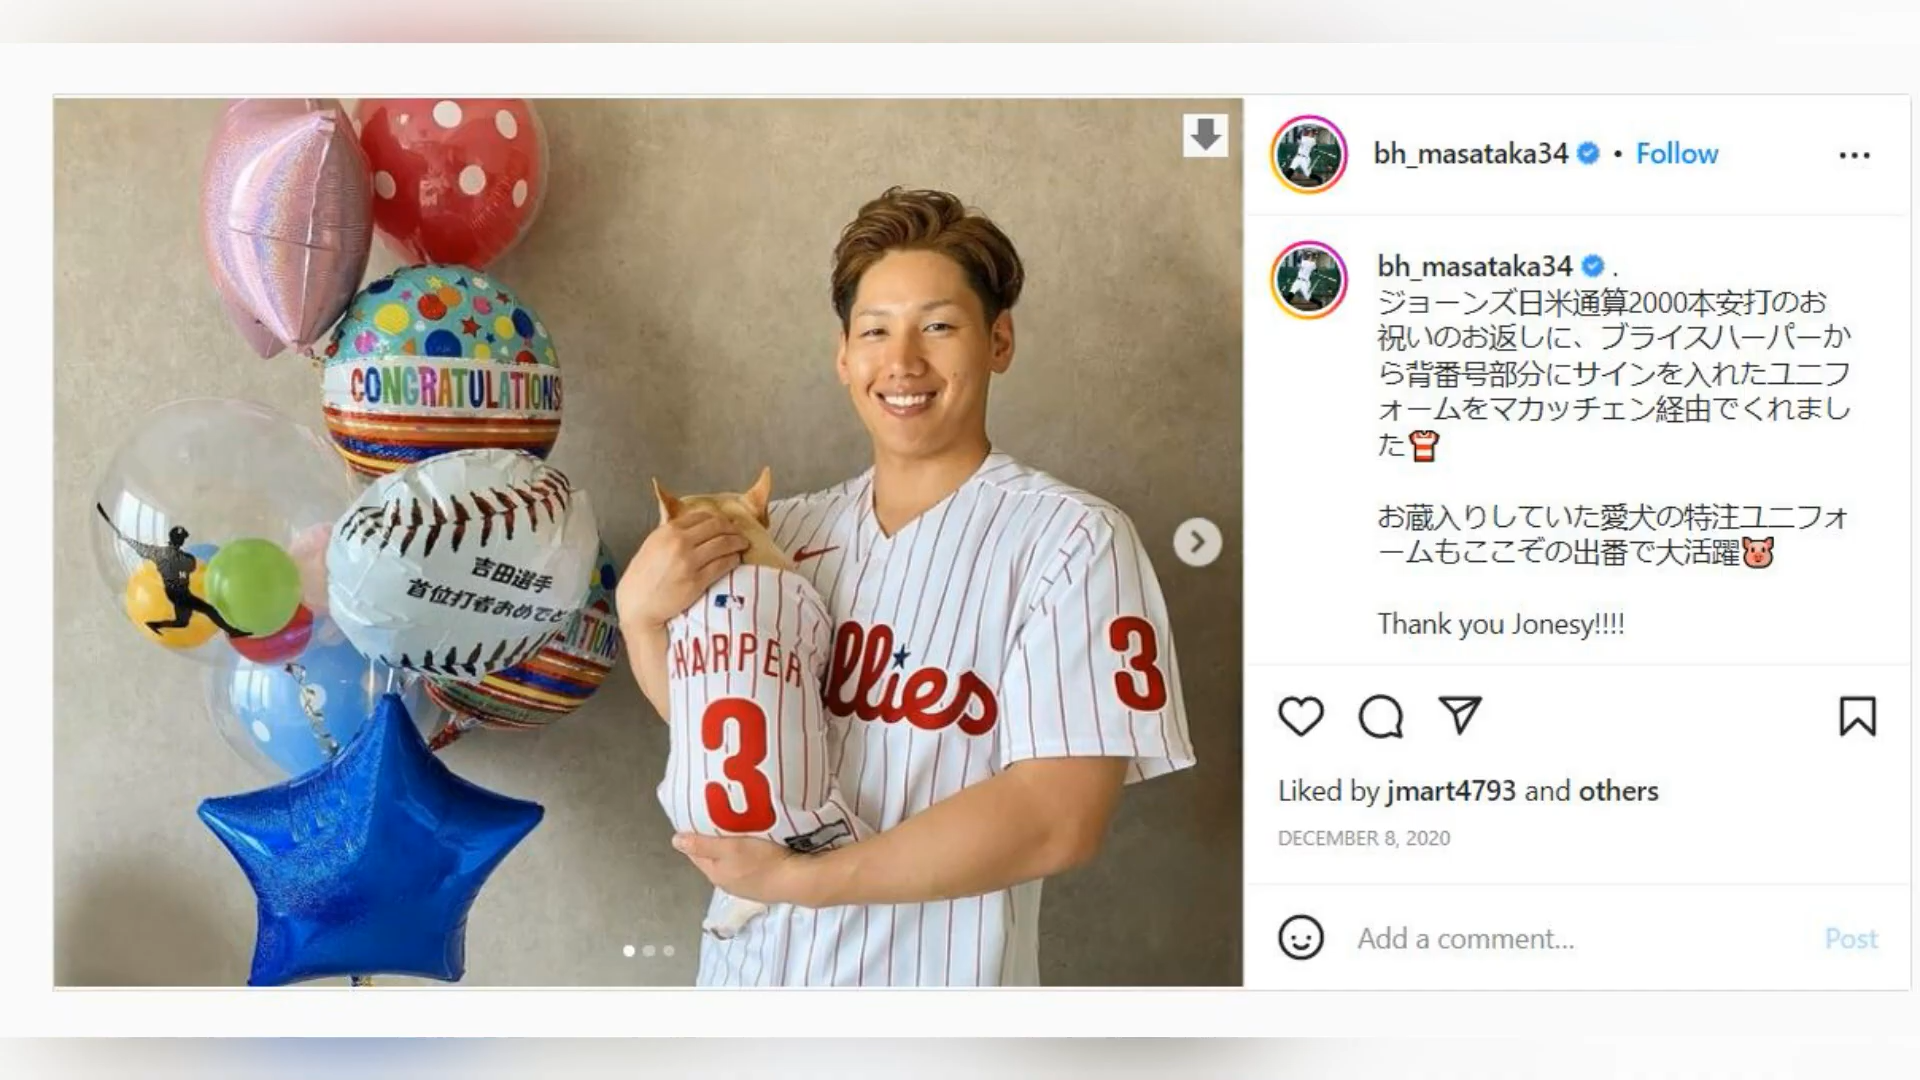 CONGRATULATIONS
吉田選手
首位打者おめでと
ATIONS
HARPER
3
llies
3
bh_masataka34 • Follow
bh_masataka34 .
ジョーンズ日米通算2000本安打のお
祝いのお返しに、ブライスハーパーか
ら背番号部分にサインを入れたユニフ
ォームをマカッチェン経由でくれまし
た
お蔵入りしていた愛犬の特注ユニフォ
ームもここぞの出番で大活躍🐷
Thank you Jonesy!!!!
Liked by jmart4793 and others
DECEMBER 8, 2020
Add a comment...
Post